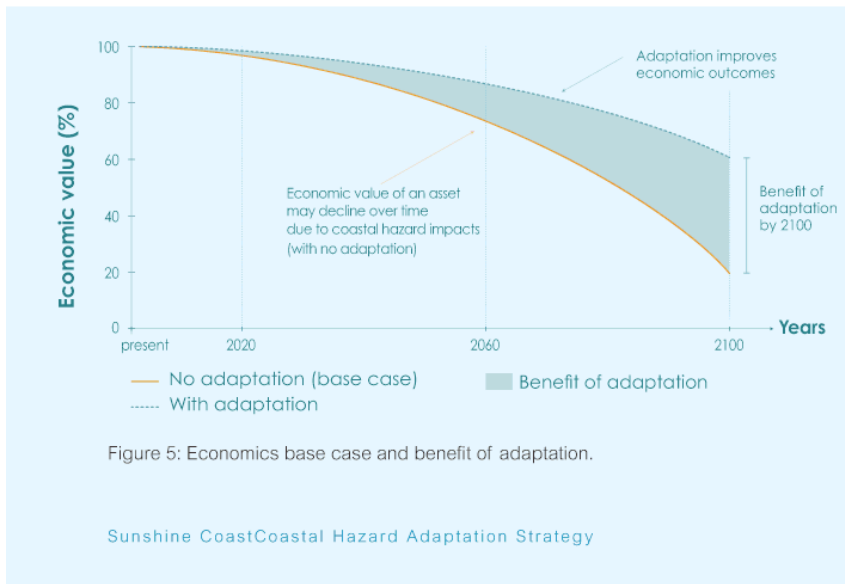 100
80
60
40
20
0
Economic value (%)
Adaptation improves
economic outcomes
Economic value of an asset
may decline over time
due to coastal hazard impacts
(with no adaptation)
Benefit of
adaptation
by 2100
Years
present
2020
2060
2100
No adaptation (base case)
Benefit of adaptation
With adaptation
Figure 5: Economics base case and benefit of adaptation.
Sunshine CoastCoastal Hazard Adaptation Strategy